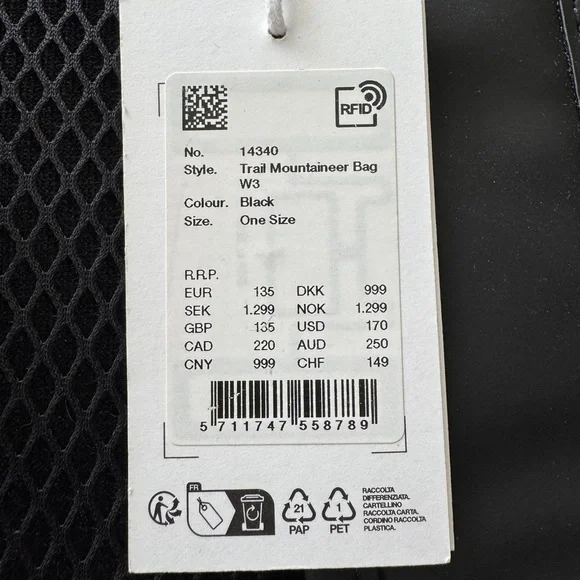 RFID
No. 14340
Style. Trail Mountaineer Bag
W3
Colour. Black
Size. One Size
R.R.P.
EUR 135 DKK 999
SEK 1.299 NOK 1.299
GBP 135 USD 170
CAD 220 AUD 250
CNY 999 CHF 149
5 711747 558789
FR
21
PAP
1
PET
RACCOLTA
DIFFERENZIATA.
CARTELLINO
RACCOLTA CARTA.
CORDINO RACCOLTA
PLASTICA.